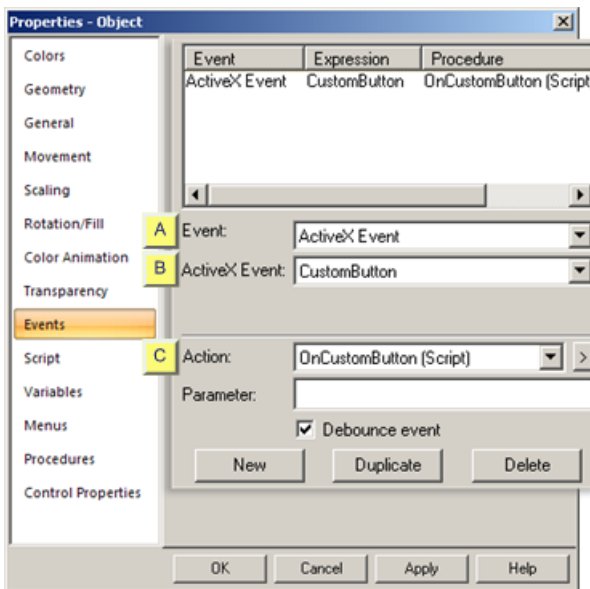 Properties - Object
Colors
Geometry
General
Movement
Scaling
Rotation/Fill
Color Animation
Transparency
Events
Script
Variables
Menus
Procedures
Control Properties
Event Expression Procedure
ActiveX Event CustomButton OnCustomButton (Script
A Event: ActiveX Event
B ActiveX Event: CustomButton
C Action: OnCustomButton (Script) >
Parameter:
Debounce event
New Duplicate Delete
OK Cancel Apply Help